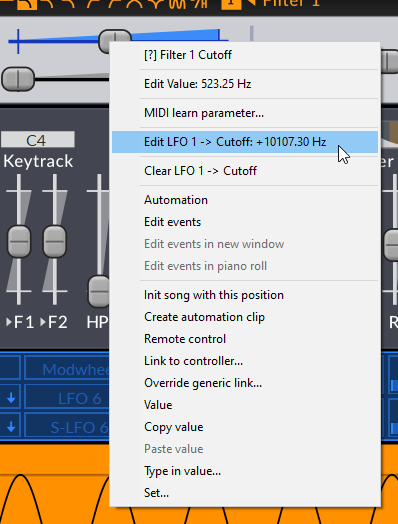 1
Filter 1
[?] Filter 1 Cutoff
Edit Value: 523.25 Hz
MIDI learn parameter...
Edit LFO 1 -> Cutoff: +10107.30 Hz
Clear LFO 1 -> Cutoff
Automation
Edit events
Edit events in new window
Edit events in piano roll
Init song with this position
Create automation clip
Remote control
Link to controller...
Override generic link...
Value
Copy value
Paste value
Type in value...
Set...
C4
Keytrack
F1
F2
HP
LFO 6
S-LFO 6